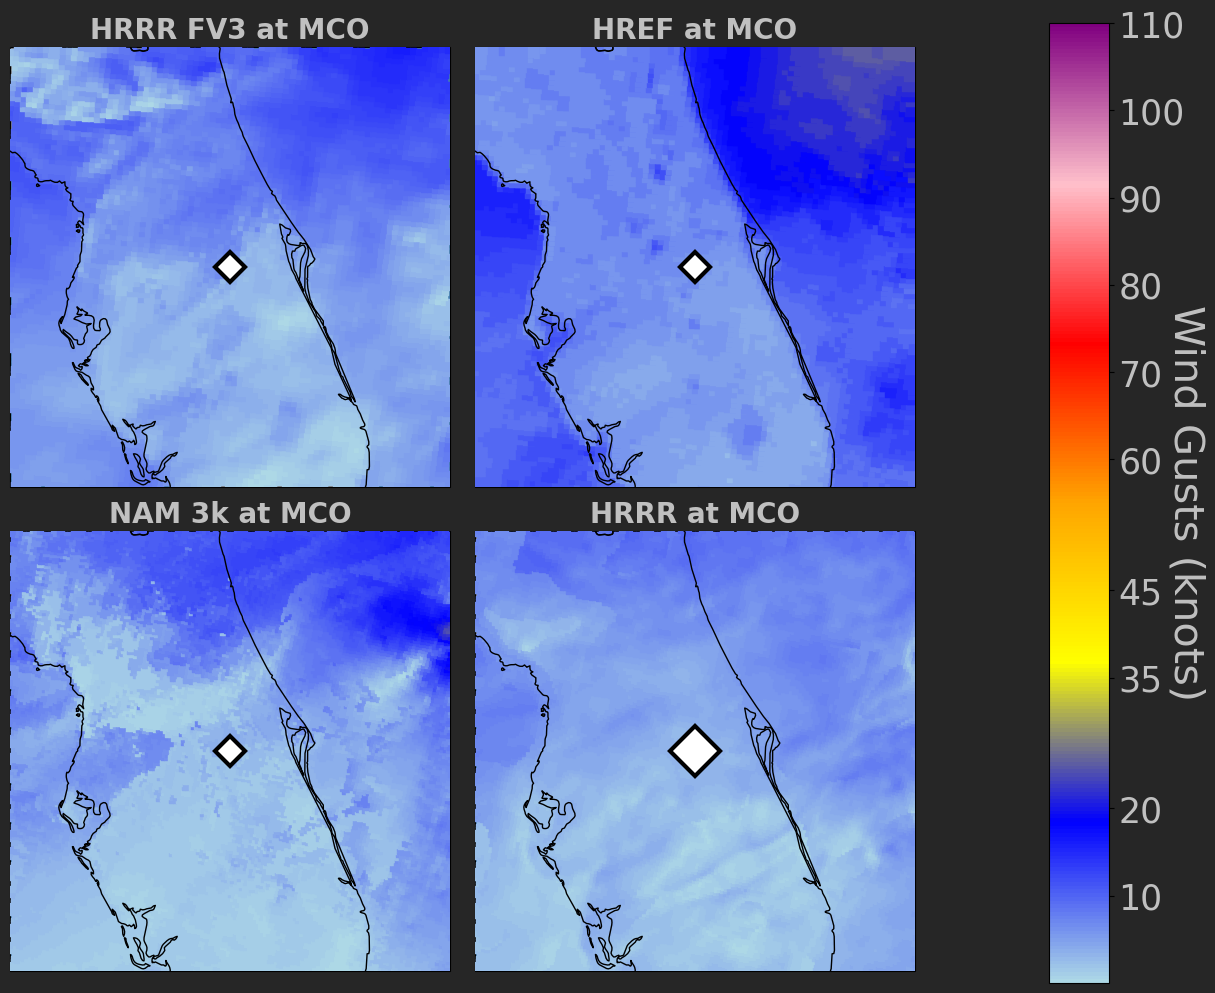 HRRR FV3 at MCO
HREF at MCO
NAM 3k at MCO
HRRR at MCO
110
100
90
80
70
60
45
35
20
10
Wind Gusts (knots)